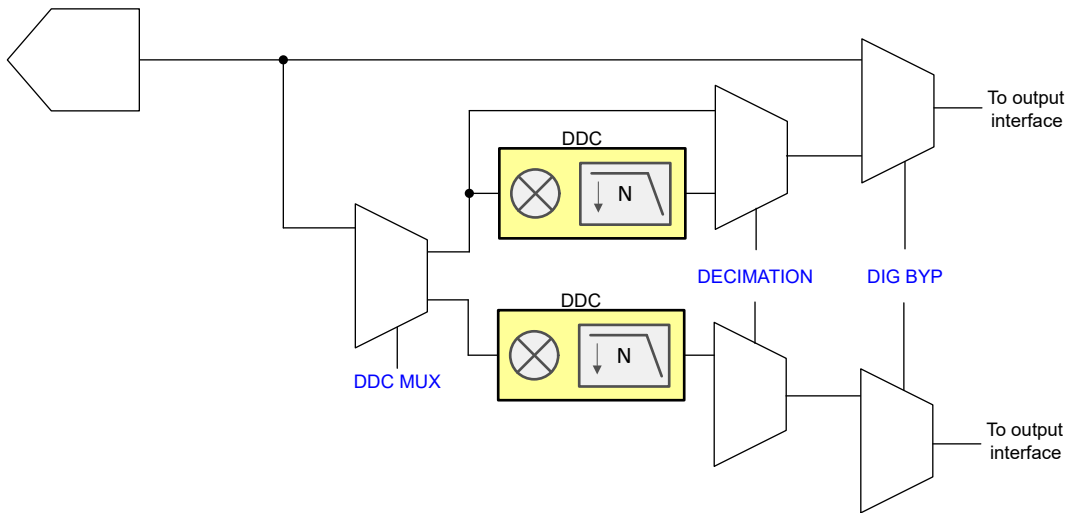 To output
interface
DDC
N
DECIMATION
DIG BYP
DDC
N
DDC MUX
To output
interface